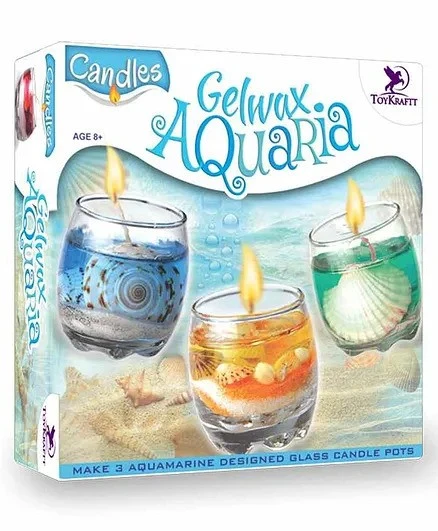 Candles
ToyKraftt
Gelwax
AQuaria
AGE 8+
MAKE 3 AQUAMARINE DESIGNED GLASS CANDLE POTS
Candles
Gelwax
AQuaria
ToyKraftt